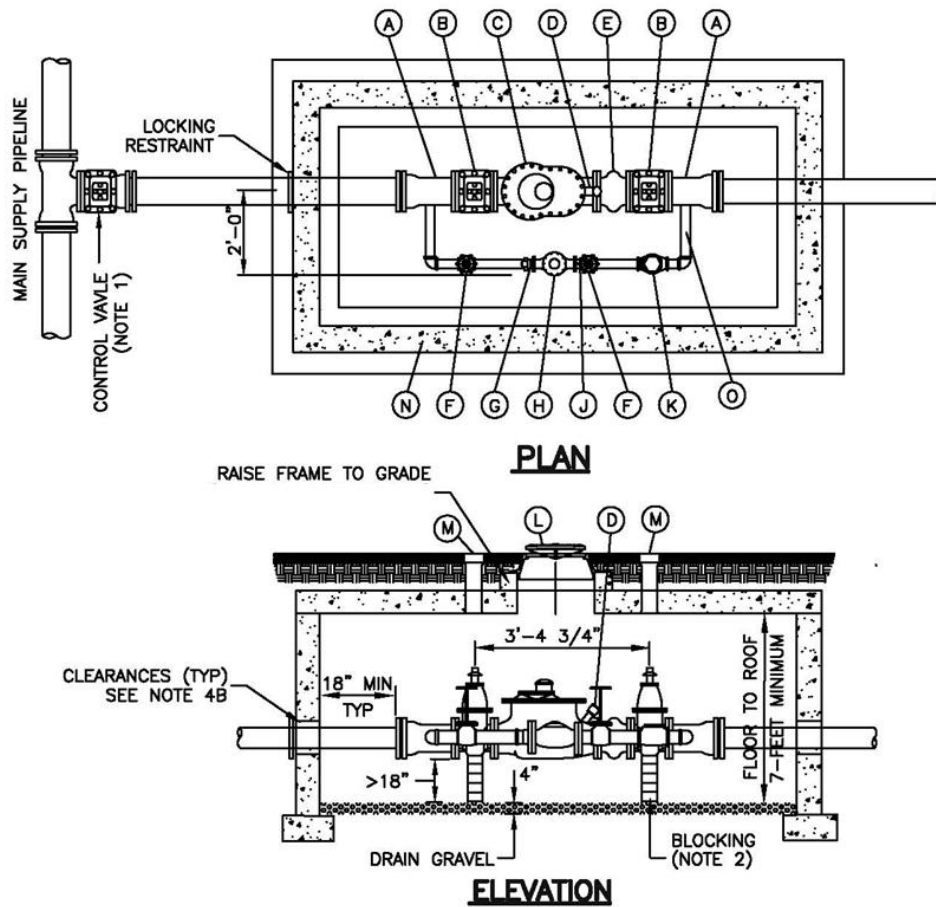 A
B
C
D
E
B
A
LOCKING
RESTRAINT
MAIN SUPPLY PIPELINE
2'-0"
CONTROL VAVLE
(NOTE 1)
N
F
G
H
J
F
K
O
PLAN
RAISE FRAME TO GRADE
M
L
D
M
3'-4 3/4"
CLEARANCES (TYP)
SEE NOTE 4B
18" MIN
TYP
FLOOR TO ROOF
7-FEET MINIMUM
>18"
4"
DRAIN GRAVEL
BLOCKING
(NOTE 2)
ELEVATION